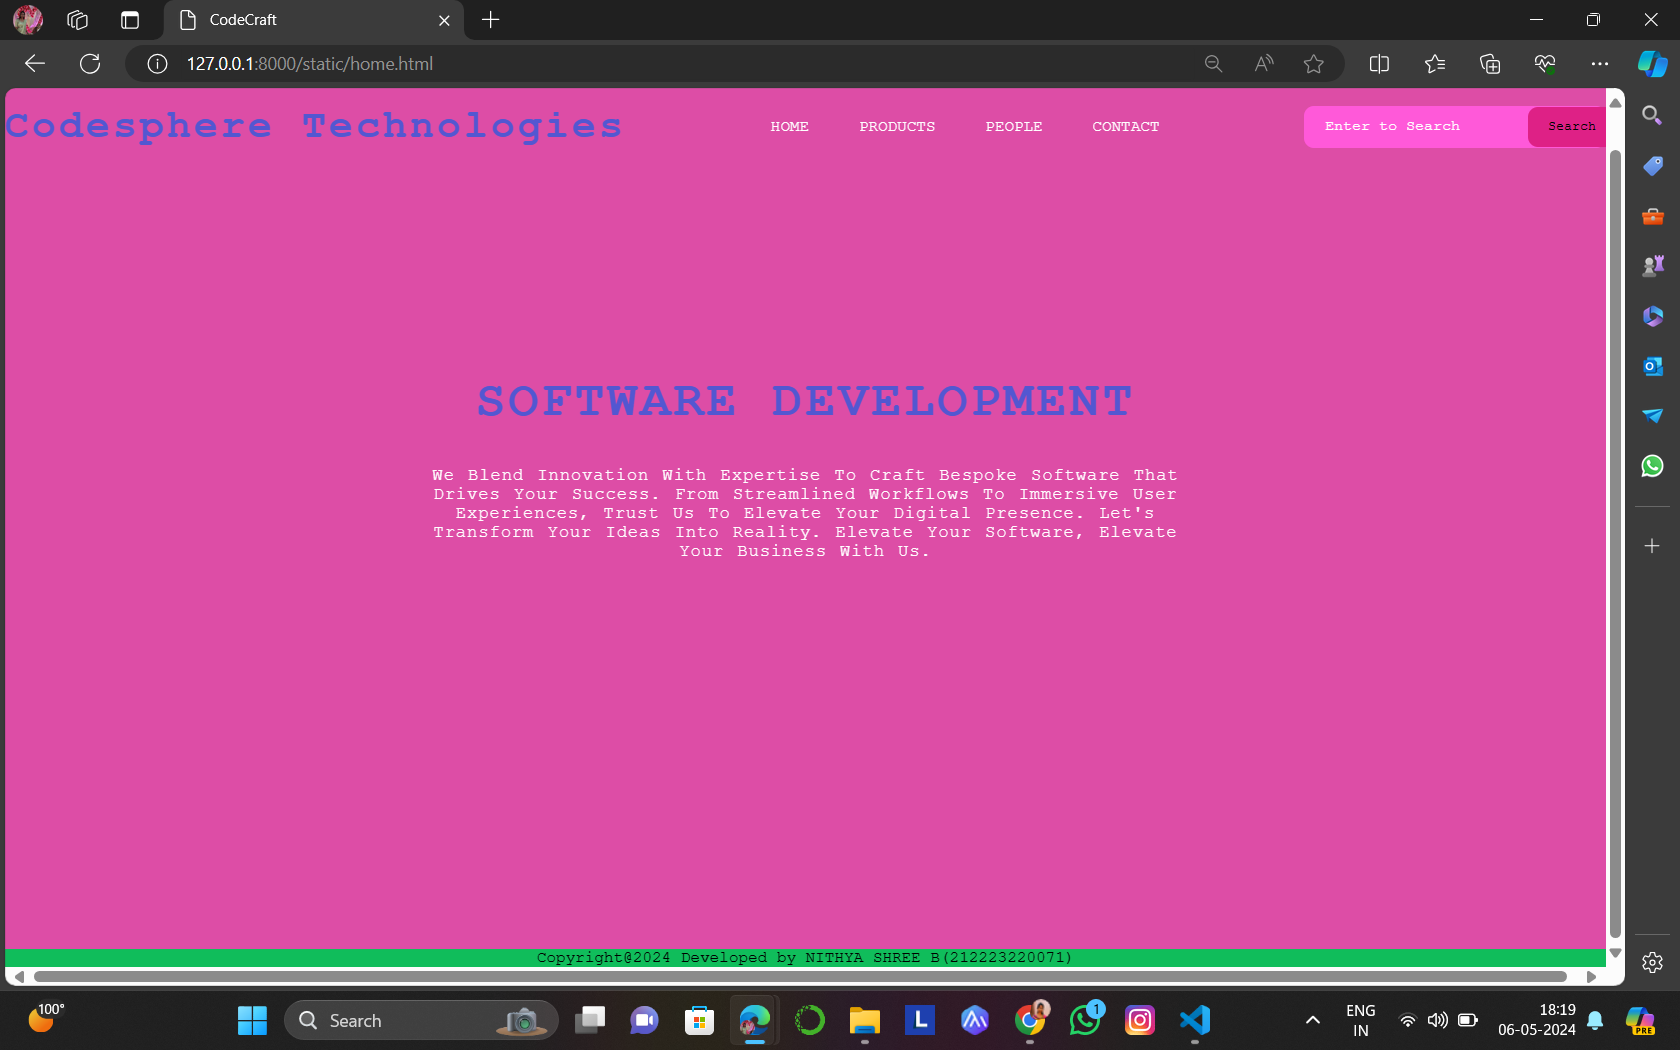 CodeCraft
127.0.0.1:8000/static/home.html
Codesphere Technologies
HOME PRODUCTS PEOPLE CONTACT
Enter to Search Search
SOFTWARE DEVELOPMENT
We Blend Innovation With Expertise To Craft Bespoke Software That
Drives Your Success. From Streamlined Workflows To Immersive User
Experiences, Trust Us To Elevate Your Digital Presence. Let's
Transform Your Ideas Into Reality. Elevate Your Software, Elevate
Your Business With Us.
Copyright@2024 Developed by NITHYA SHREE B(212223220071)
100°
Search
L
1
ENG
IN
18:19
06-05-2024
PRE